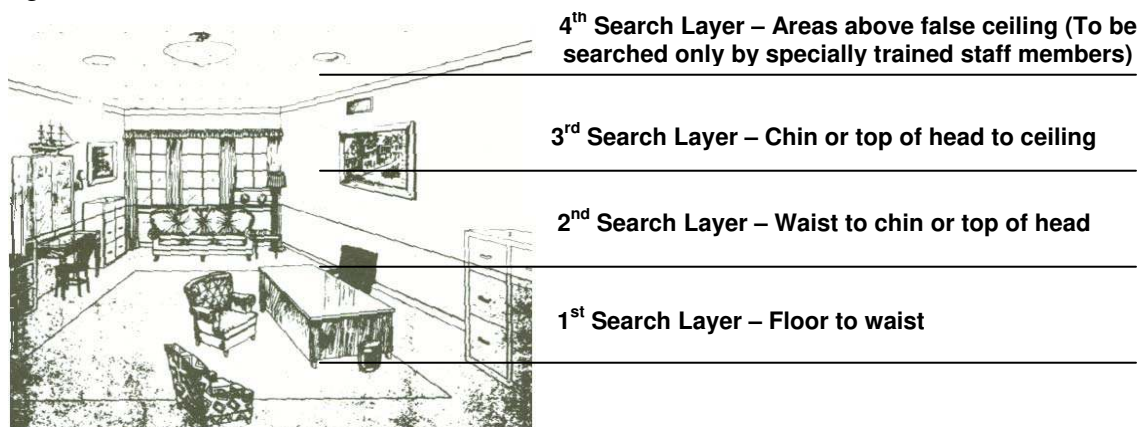 4th Search Layer – Areas above false ceiling (To be
searched only by specially trained staff members)
3rd Search Layer – Chin or top of head to ceiling
2nd Search Layer – Waist to chin or top of head
1st Search Layer – Floor to waist